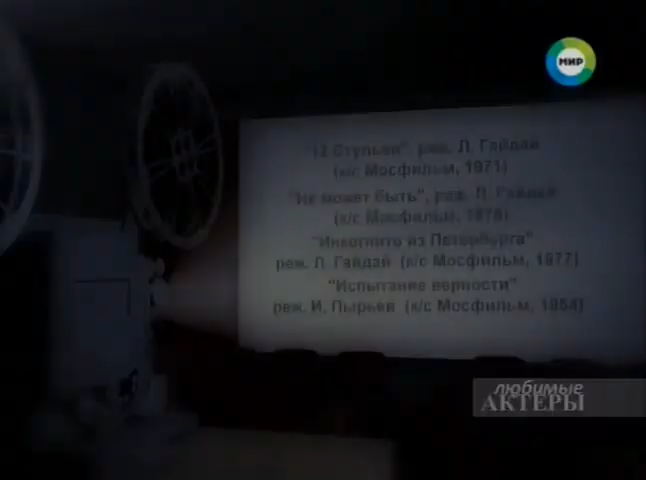 МИР
"12 Стульев" реж. Л. Гайдай
(к/с Мосфильм, 1971)
"Не может быть", реж. Л. Гайдай
(к/с Мосфильм, 1975)
"Инкогнито из Петербурга"
реж. Л. Гайдай (к/с Мосфильм, 1977)
"Испытание верности"
реж. И. Пырьев (к/с Мосфильм, 1954)
любимые
АКТЕРЫ